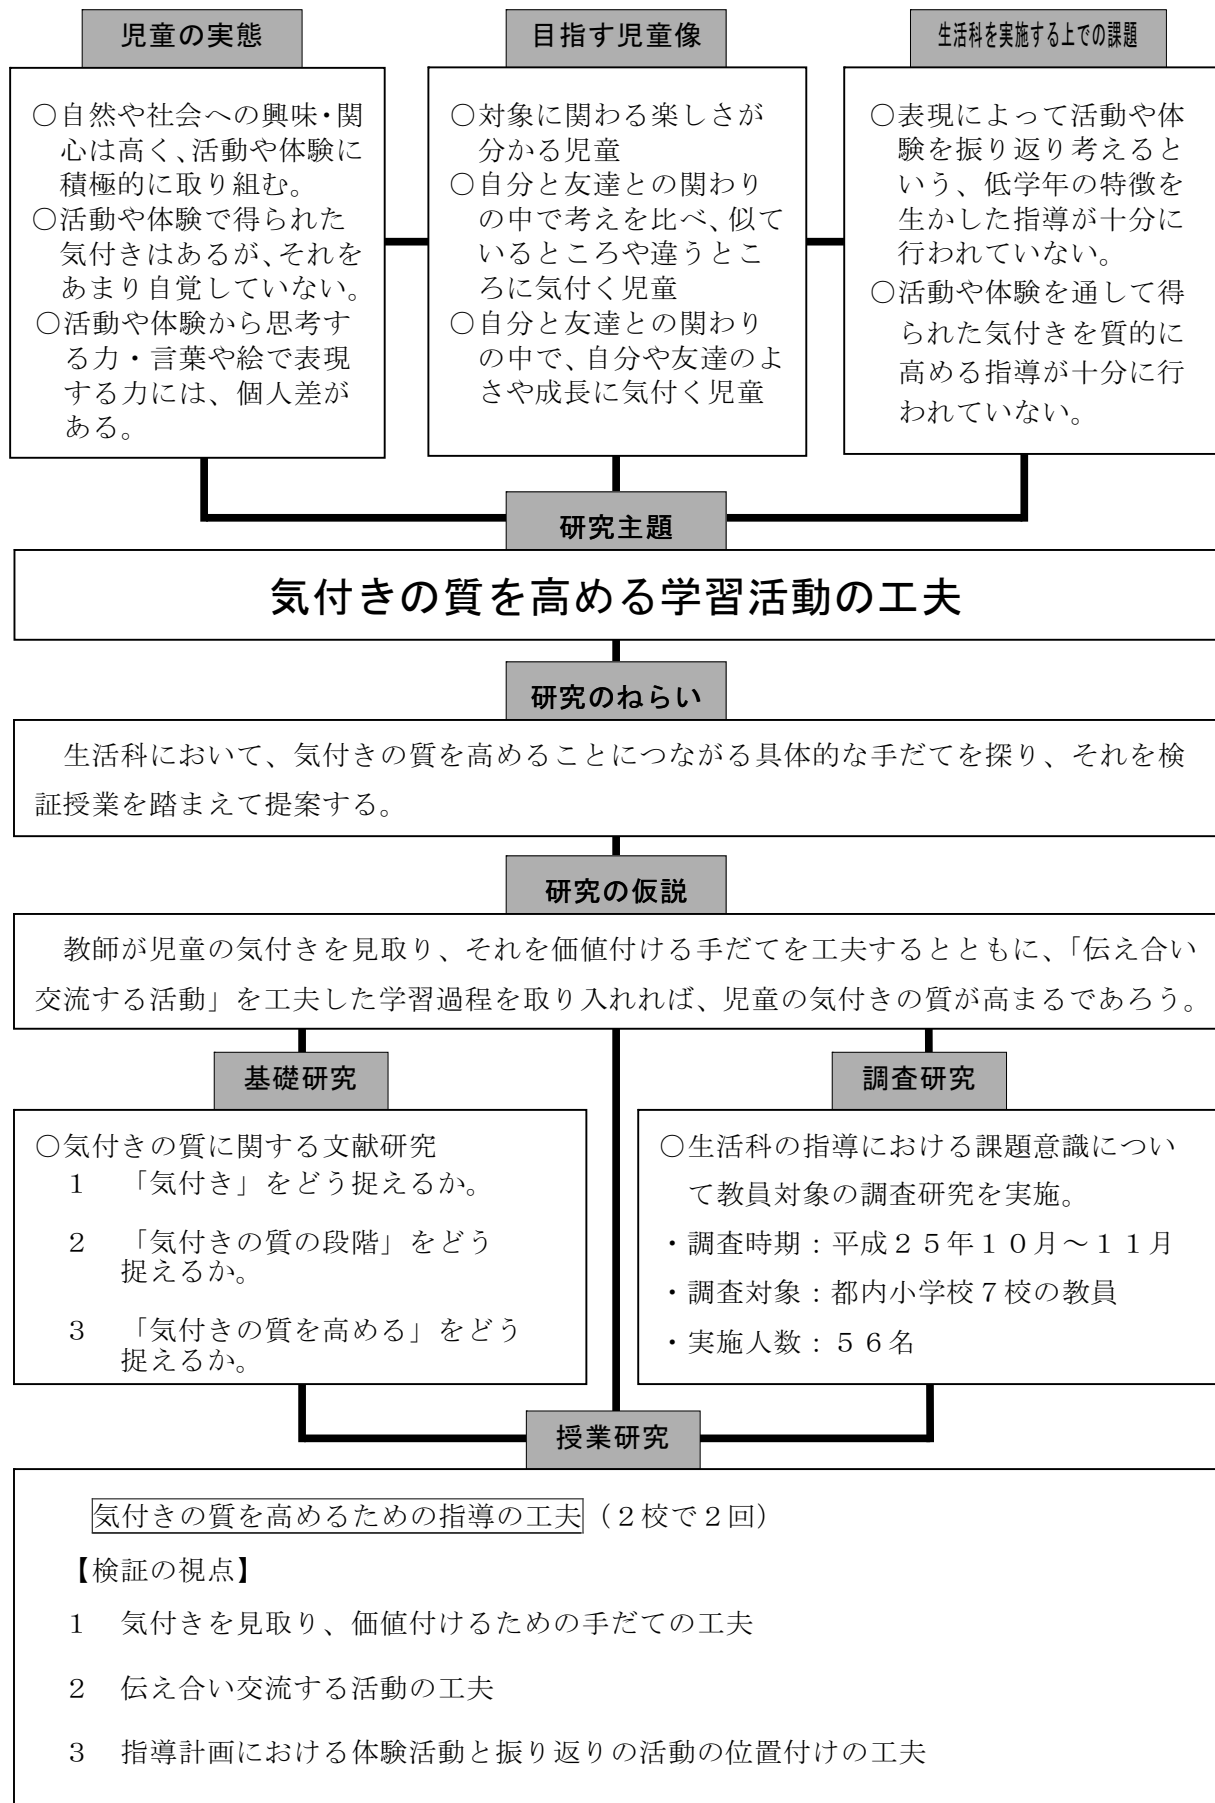 児童の実態
○自然や社会への興味・関
心は高く、活動や体験に
積極的に取り組む。
○活動や体験で得られた
気付きはあるが、それを
あまり自覚していない。
○活動や体験から思考す
る力・言葉や絵で表現
する力には、個人差が
ある。
目指す児童像
○対象に関わる楽しさが
分かる児童
○自分と友達との関わり
の中で考えを比べ、似て
いるところや違うとこ
ろに気付く児童
○自分と友達との関わり
の中で、自分や友達のよ
さや成長に気付く児童
生活科を実施する上での課題
○表現によって活動や体
験を振り返り考えると
いう、低学年の特徴を
生かした指導が十分に
行われていない。
○活動や体験を通して得
られた気付きを質的に
高める指導が十分に行
われていない。
研究主題
気付きの質を高める学習活動の工夫
研究のねらい
生活科において、気付きの質を高めることにつながる具体的な手だてを探り、それを検
証授業を踏まえて提案する。
研究の仮説
教師が児童の気付きを見取り、それを価値付ける手だてを工夫するとともに、「伝え合い
交流する活動」を工夫した学習過程を取り入れれば、児童の気付きの質が高まるであろう。
基礎研究
○気付きの質に関する文献研究
1 「気付き」をどう捉えるか。
2 「気付きの質の段階」をどう
捉えるか。
3 「気付きの質を高める」をどう
捉えるか。
調査研究
○生活科の指導における課題意識につい
て教員対象の調査研究を実施。
・調査時期：平成２５年１０月～１１月
・調査対象：都内小学校７校の教員
・実施人数：５６名
授業研究
気付きの質を高めるための指導の工夫（２校で２回）
【検証の視点】
1 気付きを見取り、価値付けるための手だての工夫
2 伝え合い交流する活動の工夫
3 指導計画における体験活動と振り返りの活動の位置付けの工夫